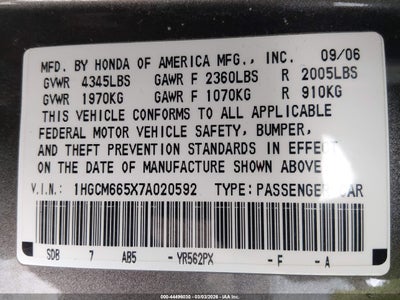 MFD. BY HONDA OF AMERICA MFG., INC. 09/06
GVWR 4345LBS GAWR F 2360LBS R 2005LBS
GVWR 1970KG GAWR F 1070KG R 910KG
THIS VEHICLE CONFORMS TO ALL APPLICABLE
FEDERAL MOTOR VEHICLE SAFETY, BUMPER,
AND THEFT PREVENTION STANDARDS IN EFFECT
ON THE DATE OF MANUFACTURE SHOWN ABOVE.
V.I.N.: 1HGCM665X7A020592 TYPE: PASSENGER CAR
SDB 7 AB5 -YR562PX -F -A
000-44498030 - 03/03/2026 - IAA Inc.